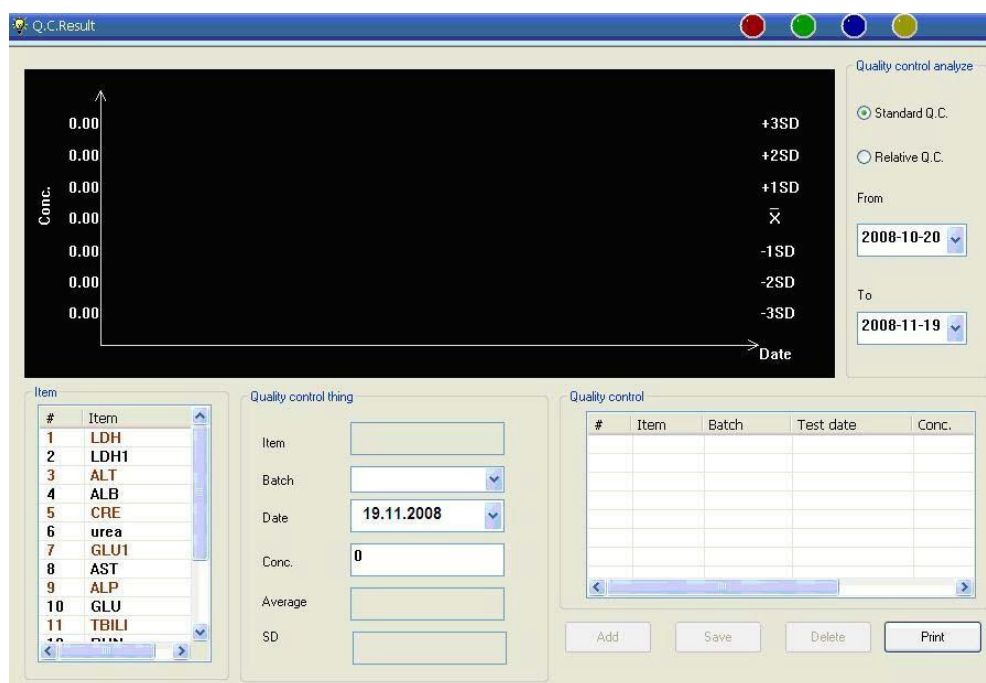 Q.C.Result
Quality control analyze
0.00 +3SD
0.00 +2SD
0.00 +1SD
0.00 x̄
0.00 -1SD
0.00 -2SD
0.00 -3SD
Conc.
Date
Standard Q.C.
Relative Q.C.
From
2008-10-20
To
2008-11-19
Item
# Item
1 LDH
2 LDH1
3 ALT
4 ALB
5 CRE
6 urea
7 GLU1
8 AST
9 ALP
10 GLU
11 TBILI
Quality control thing
Item
Batch
Date 19.11.2008
Conc. 0
Average
SD
Quality control
# Item Batch Test date Conc.
Add Save Delete Print